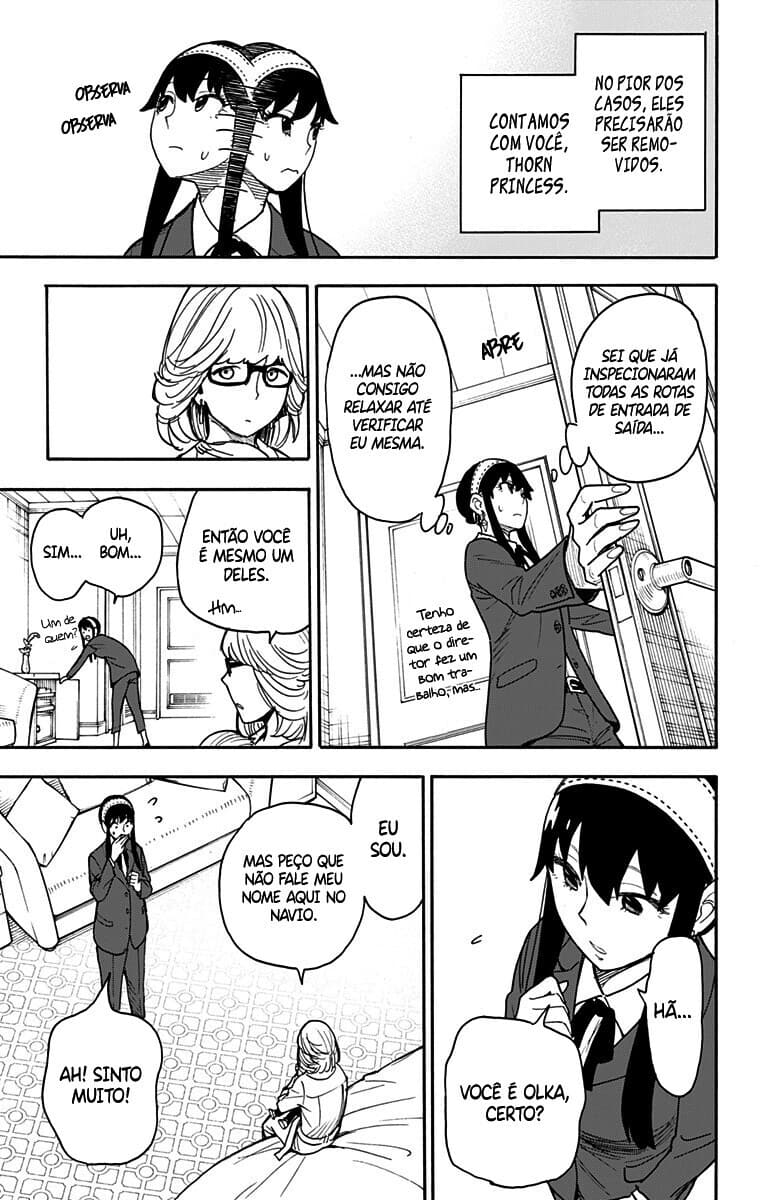 NO PIOR DOS
CASOS, ELES
PRECISARÃO
SER REMO-
VIDOS.
CONTAMOS
COM VOCÊ,
THORN
PRINCESS.
OBSERVA
OBSERVA
SEI QUE JÁ
INSPECIONARAM
TODAS AS ROTAS
DE ENTRADA DE
SAÍDA...
ABRE
...MAS NÃO
CONSIGO
RELAXAR ATÉ
VERIFICAR
EU MESMA.
Tenho
certeza de
que o dire-
tor fez um
bom tra-
balho, mas...
ENTÃO VOCÊ
É MESMO UM
DELES.
HM...
UH,
BOM...
SIM...
Um de
quem?
HÃ...
VOCÊ É OLKA,
CERTO?
EU
SOU.
MAS PEÇO QUE
NÃO FALE MEU
NOME AQUI NO
NAVIO.
AH! SINTO
MUITO!